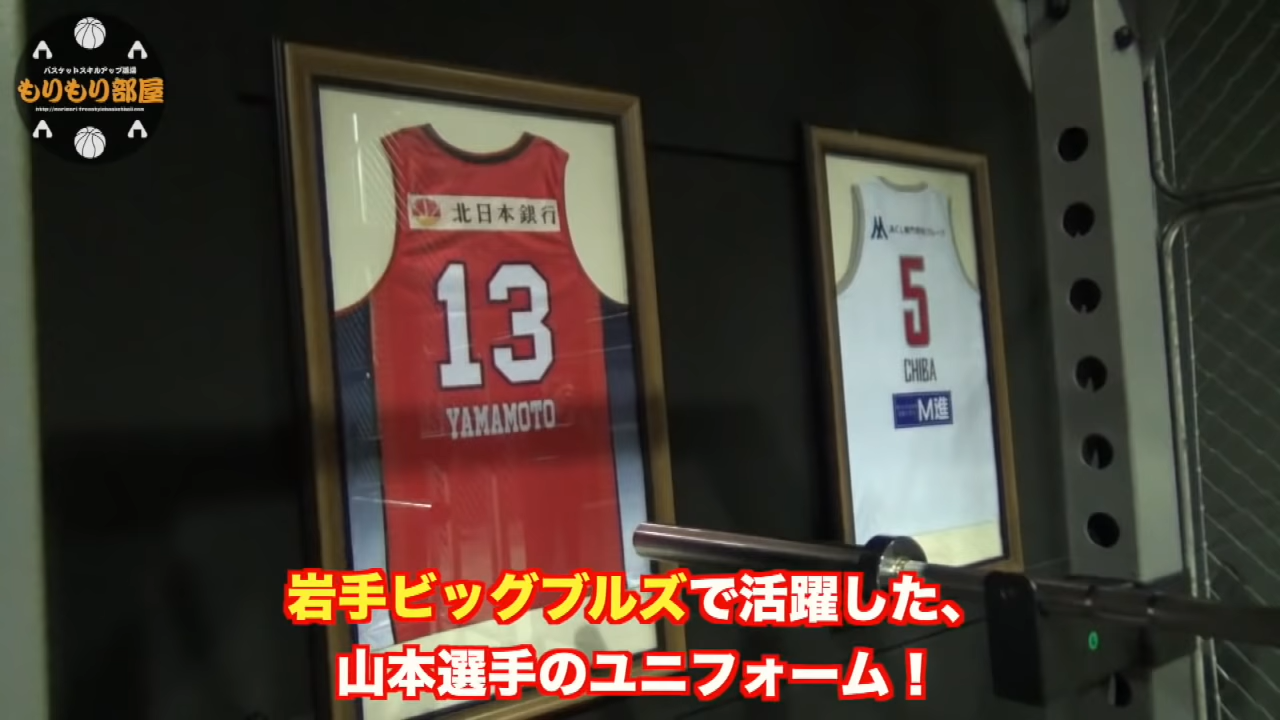 バスケットスキルアップ道場
もりもり部屋
北日本銀行
13
YAMAMOTO
5
CHIBA
M進
岩手ビッグブルズで活躍した、
山本選手のユニフォーム！